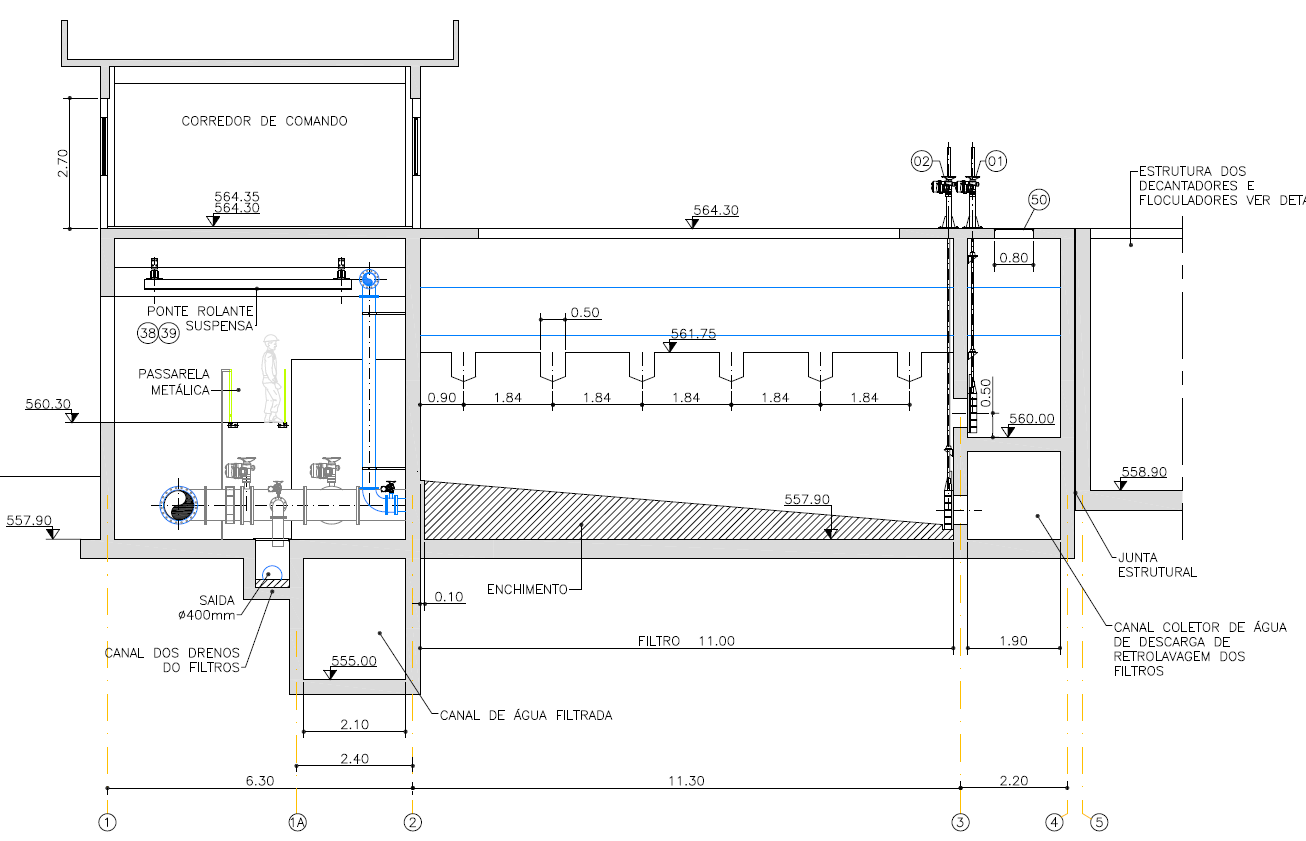 CORREDOR DE COMANDO
2.70
564.35
564.30
564.30
02
01
50
0.80
ESTRUTURA DOS
DECANTADORES E
FLOCULADORES VER DETA
PONTE ROLANTE
SUSPENSA
38
39
0.50
561.75
PASSARELA
METÁLICA
560.30
0.90
1.84
1.84
1.84
1.84
1.84
0.50
560.00
558.90
557.90
557.90
ENCHIMENTO
JUNTA
ESTRUTURAL
SAIDA
Ø400mm
0.10
CANAL DOS DRENOS
DO FILTROS
555.00
FILTRO 11.00
1.90
CANAL COLETOR DE ÁGUA
DE DESCARGA DE
RETROLAVAGEM DOS
FILTROS
CANAL DE ÁGUA FILTRADA
2.10
2.40
6.30
11.30
2.20
1
1A
2
3
4
5